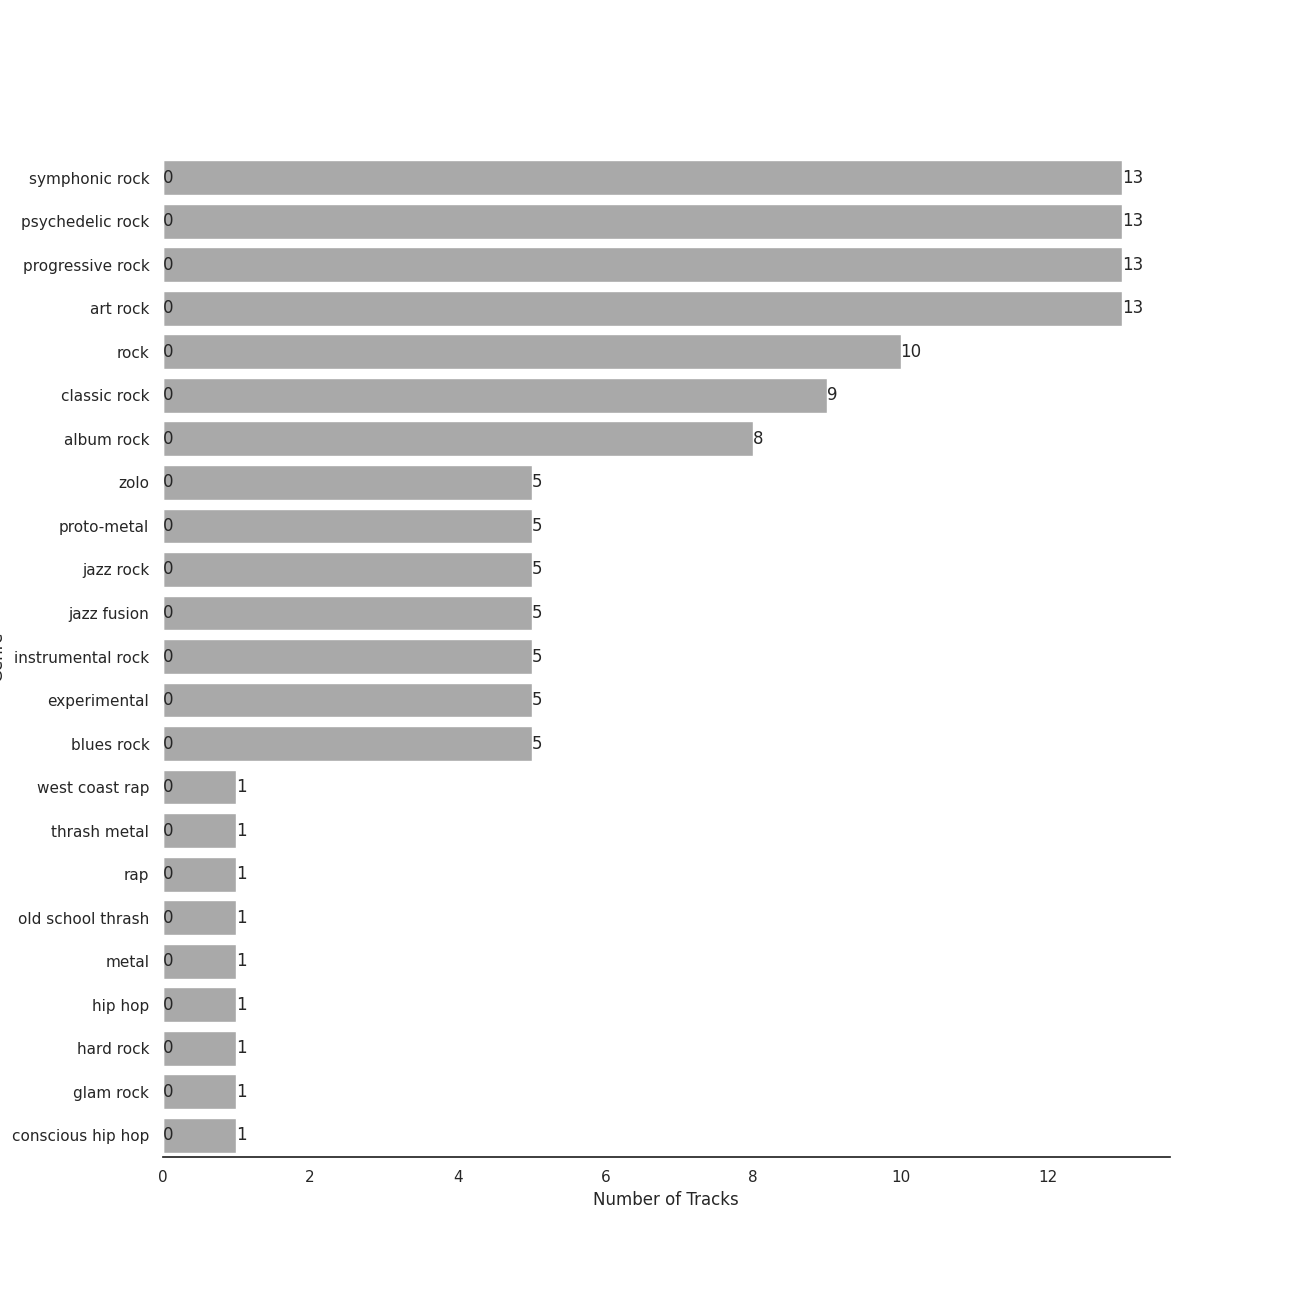 symphonic rock 0 13
psychedelic rock 0 13
progressive rock 0 13
art rock 0 13
rock 0 10
classic rock 0 9
album rock 0 8
zolo 0 5
proto-metal 0 5
jazz rock 0 5
jazz fusion 0 5
instrumental rock 0 5
experimental 0 5
blues rock 0 5
west coast rap 0 1
thrash metal 0 1
rap 0 1
old school thrash 0 1
metal 0 1
hip hop 0 1
hard rock 0 1
glam rock 0 1
conscious hip hop 0 1
0 2 4 6 8 10 12
Number of Tracks